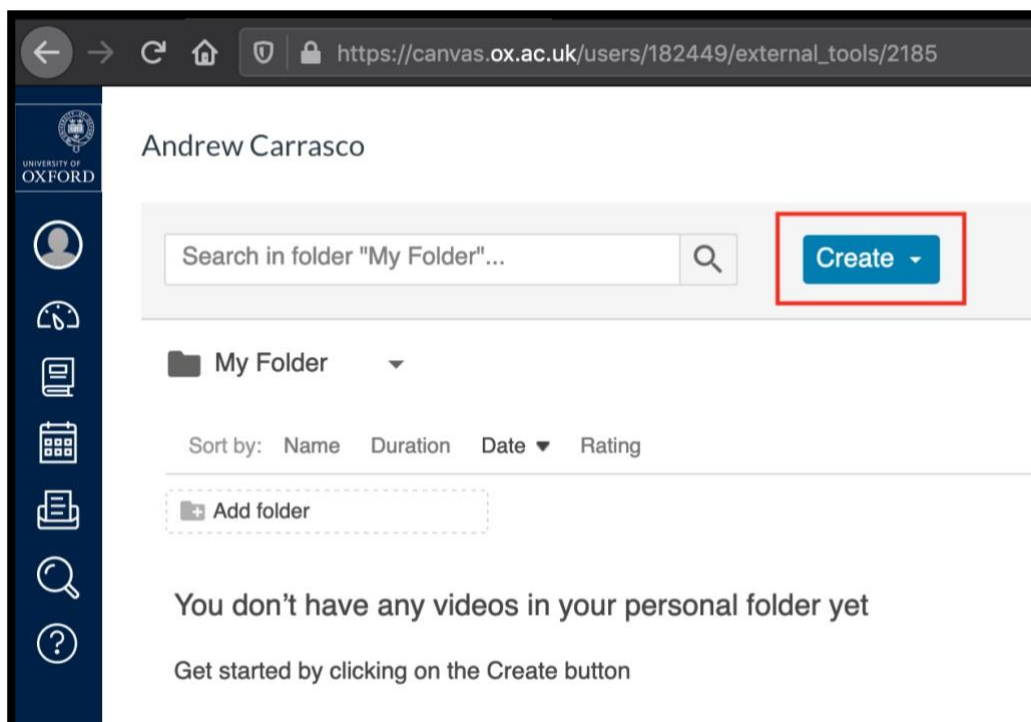 https://canvas.ox.ac.uk/users/182449/external_tools/2185
UNIVERSITY OF
OXFORD
Andrew Carrasco
Search in folder "My Folder"...
Create
My Folder
Sort by: Name Duration Date Rating
Add folder
You don’t have any videos in your personal folder yet
Get started by clicking on the Create button